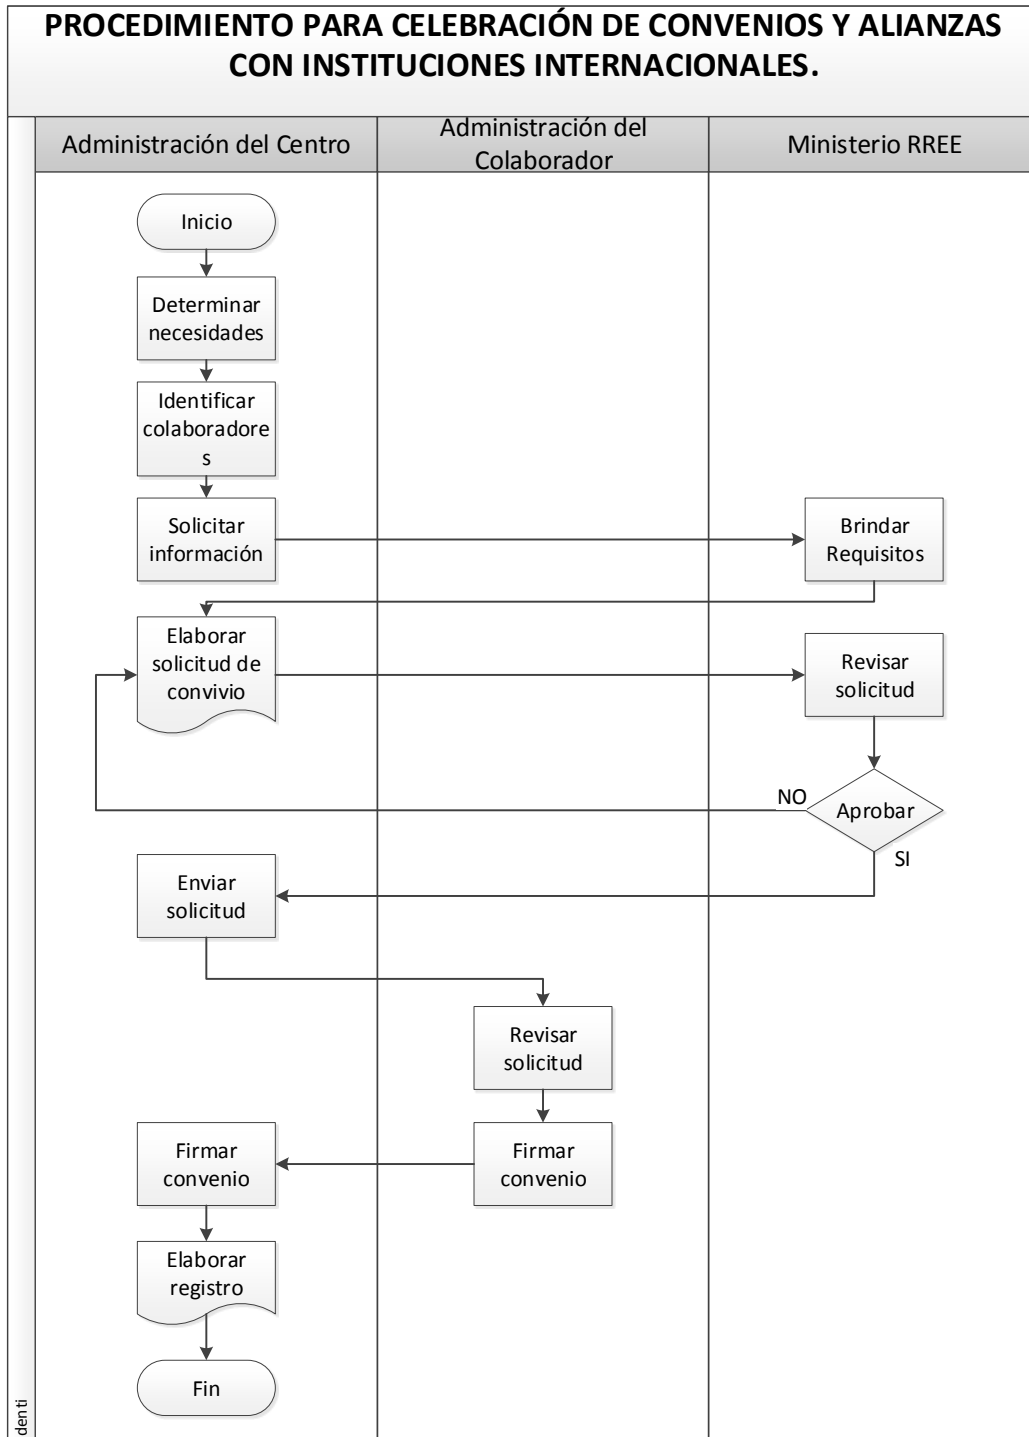 PROCEDIMIENTO PARA CELEBRACIÓN DE CONVENIOS Y ALIANZAS
CON INSTITUCIONES INTERNACIONALES.
Administración del Centro
Administración del
Colaborador
Ministerio RREE
Inicio
Determinar
necesidades
Identificar
colaboradore
s
Solicitar
información
Brindar
Requisitos
Elaborar
solicitud de
convivio
Revisar
solicitud
NO
Aprobar
SI
Enviar
solicitud
Revisar
solicitud
Firmar
convenio
Firmar
convenio
Elaborar
registro
Fin
denti